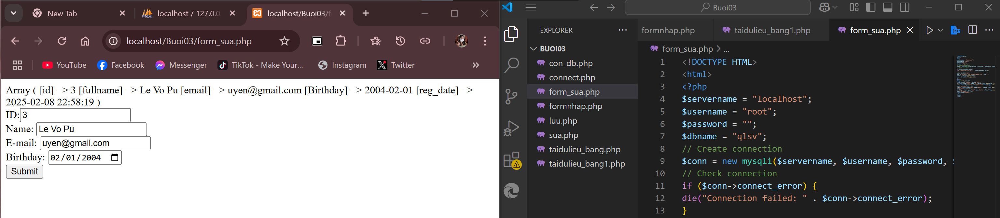 New Tab
localhost / 127.0.0.
localhost/Buoi03/f
localhost/Buoi03/form_sua.php
YouTube
Facebook
Messenger
TikTok - Make Your...
Instagram
Twitter
Array ( [id] => 3 [fullname] => Le Vo Pu [email] => uyen@gmail.com [Birthday] => 2004-02-01 [reg_date] =>
2025-02-08 22:58:19 )
ID: 3
Name: Le Vo Pu
E-mail: uyen@gmail.com
Birthday: 02/01/2004
Submit
Buoi03
EXPLORER
BUOI03
con_db.php
connect.php
form_sua.php
formnhap.php
luu.php
sua.php
taidulieu_bang.php
taidulieu_bang1.php
formnhap.php
taidulieu_bang1.php
form_sua.php
form_sua.php > ...
1 <!DOCTYPE HTML>
2 <html>
3 <?php
4 $servername = "localhost";
5 $username = "root";
6 $password = "";
7 $dbname = "qlsv";
8 // Create connection
9 $conn = new mysqli($servername, $username, $password, $
10 // Check connection
11 if ($conn->connect_error) {
12 die("Connection failed: " . $conn->connect_error);
13 }